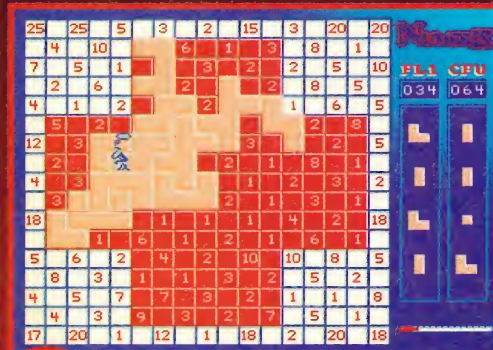 25 25 5 3 2 15 3 20 20
4 10 6 1 3 8 1
7 5 1 3 2 2 5 10
2 6 2 2 8 5
4 1 2 2 1 6 5
5 2 2 8
12 3 3 2 5
2 2 1 8 1
4 3 1 2 3 2
3 2 1 3 1
18 1 1 1 4 2 18
1 6 1 2 1 6 1
5 6 2 4 2 10 10 8 5
8 3 1 1 3 2 5 2
4 5 7 7 3 2 1 1 8
4 3 9 3 2 7 5 5
17 20 1 12 1 18 2 20 18
PL1 CPU
034 064